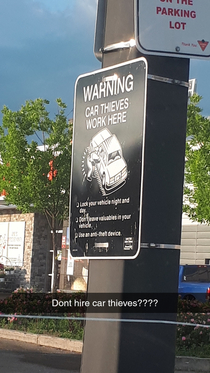 ON THE
PARKING
LOT
WARNING
CAR THIEVES
WORK HERE
Lock your vehicle night and
day.
Don't leave valuables in your
vehicle.
Use an anti-theft device.
Dont hire car thieves????